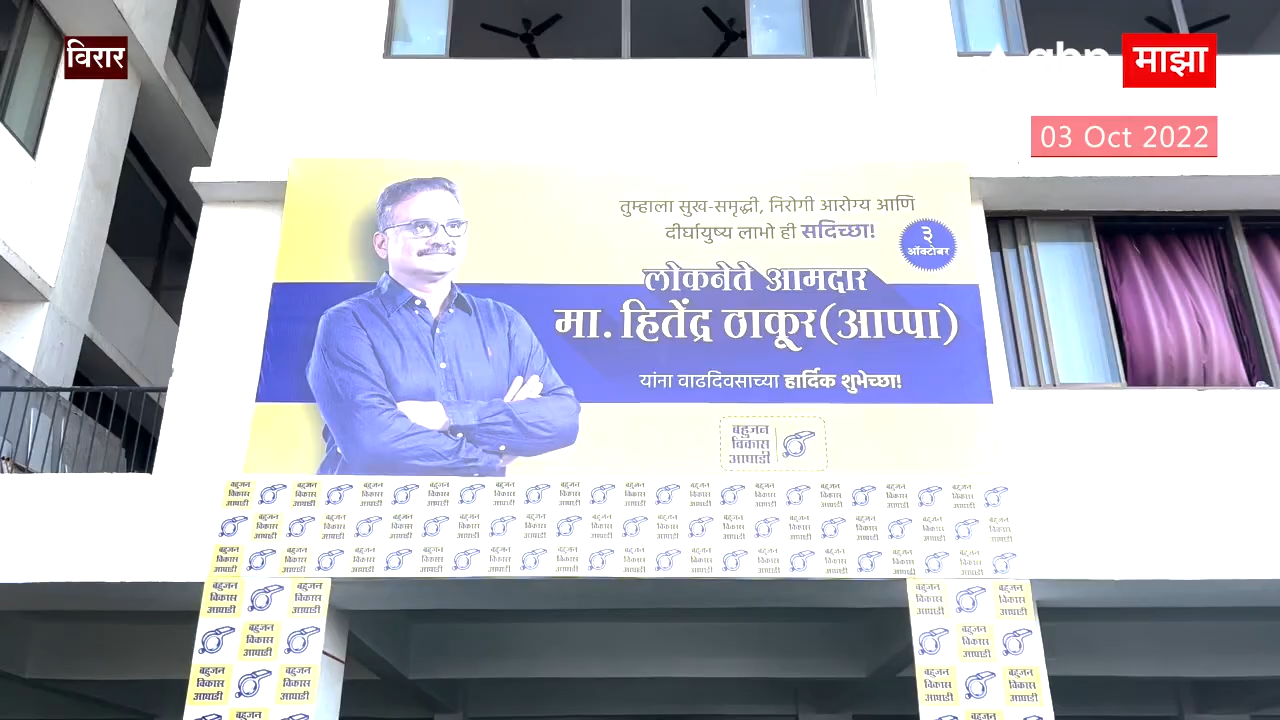 विरार
abp माझा
03 Oct 2022
तुम्हाला सुख-समृद्धी, निरोगी आरोग्य आणि
दीर्घायुष्य लाभो ही सदिच्छा!
३
ऑक्टोबर
लोकनेते आमदार
मा. हितेंद्र ठाकूर(आप्पा)
यांना वाढदिवसाच्या हार्दिक शुभेच्छा!
बहुजन
विकास
आघाडी